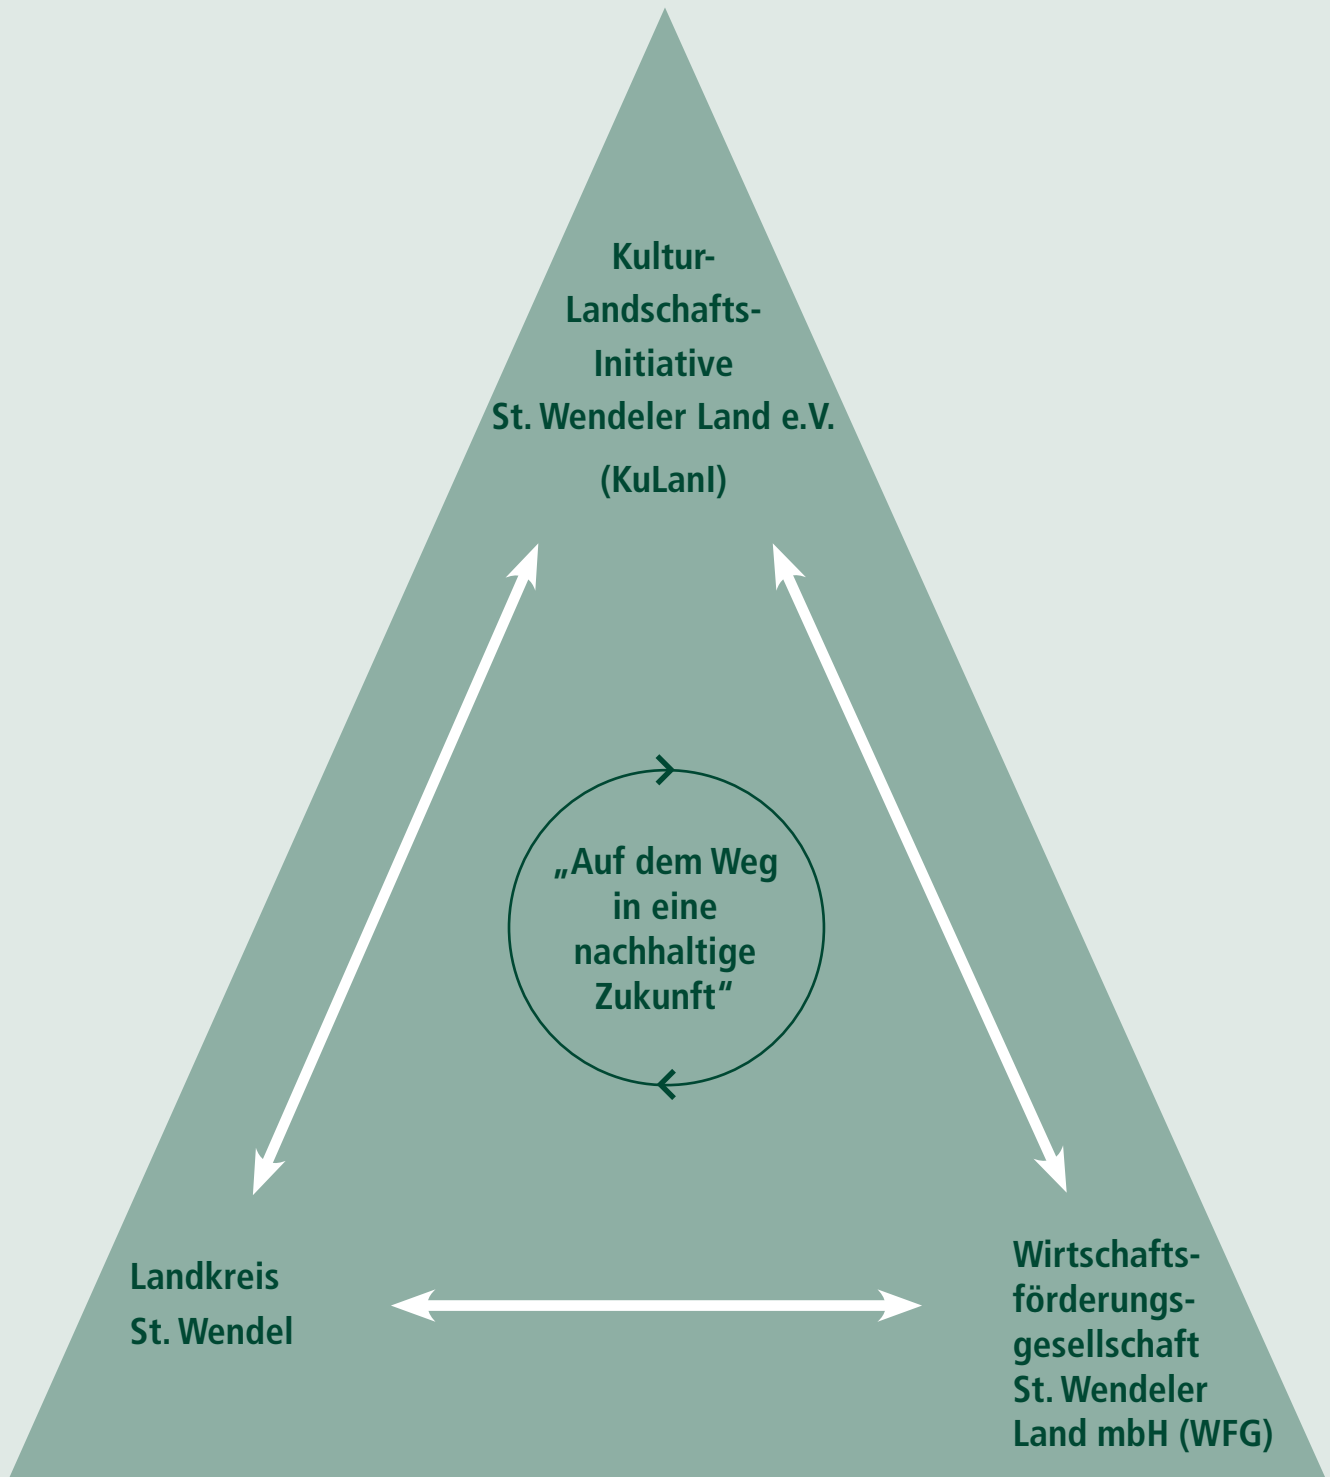 Kultur-
Landschafts-
Initiative
St. Wendeler Land e.V.
(KuLanI)
„Auf dem Weg
in eine
nachhaltige
Zukunft“
Landkreis
St. Wendel
Wirtschafts-
förderungs-
gesellschaft
St. Wendeler
Land mbH (WFG)